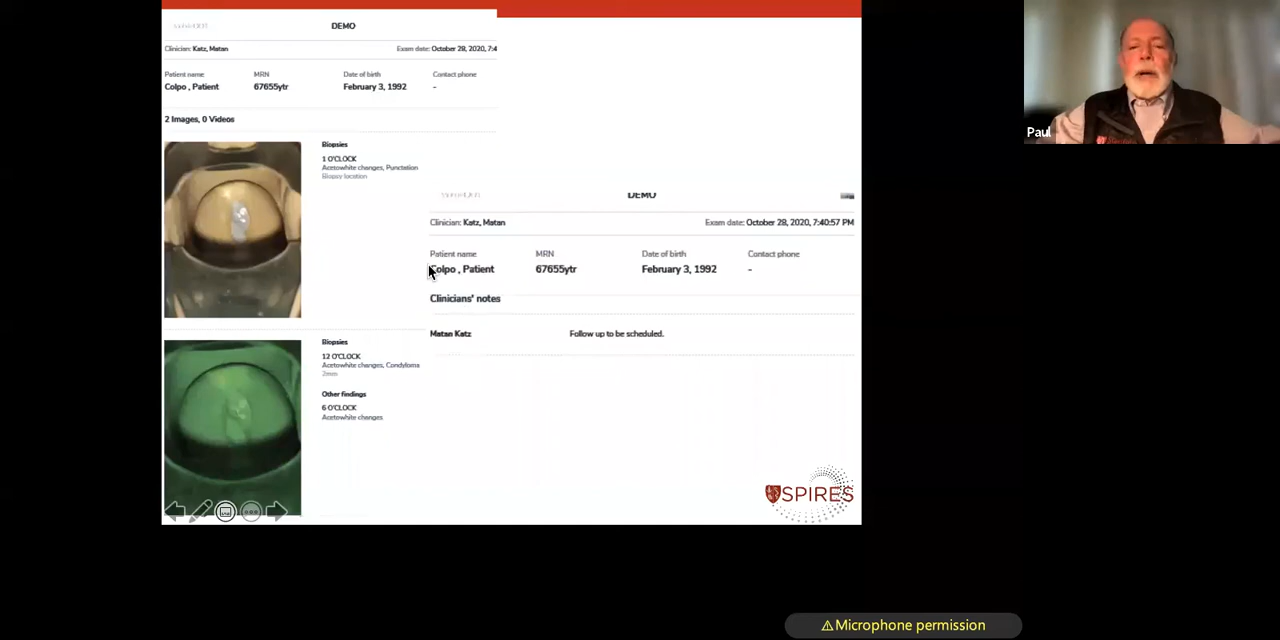 DEMO
Clinician: Katz, Matan Exam date: October 28, 2020, 7:4
Patient name MRN Date of birth Contact phone
Colpo , Patient 67655ytr February 3, 1992 -
2 Images, 0 Videos
Biopsies
1 O'CLOCK
Acetowhite changes, Punctation
Biopsy location
Biopsies
12 O'CLOCK
Acetowhite changes, Condyloma
2mm
Other findings
6 O'CLOCK
Acetowhite changes
DEMO
Clinician: Katz, Matan Exam date: October 28, 2020, 7:40:57 PM
Patient name MRN Date of birth Contact phone
Colpo , Patient 67655ytr February 3, 1992 -
Clinicians' notes
Matan Katz Follow up to be scheduled.
SPIRES
Paul
⚠Microphone permission